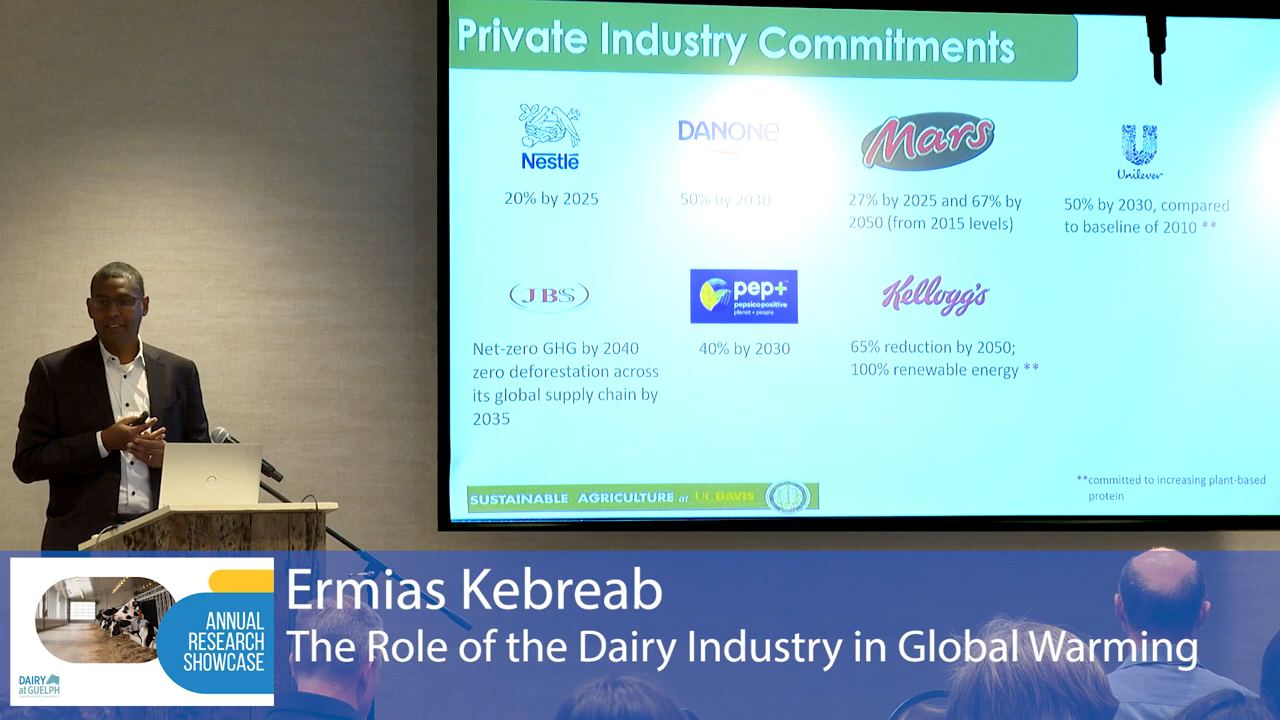 Private Industry Commitments
Nestlé
DANONE
Mars
Unilever
20% by 2025
50% by 2030
27% by 2025 and 67% by
2050 (from 2015 levels)
50% by 2030, compared
to baseline of 2010 **
JBS
pep+
pepsicopositive
planet + people
Kellogg's
Net-zero GHG by 2040
zero deforestation across
its global supply chain by
2035
40% by 2030
65% reduction by 2050;
100% renewable energy **
**committed to increasing plant-based
protein
SUSTAINABLE AGRICULTURE at UC DAVIS
ANNUAL
RESEARCH
SHOWCASE
DAIRY
at GUELPH
Ermias Kebreab
The Role of the Dairy Industry in Global Warming